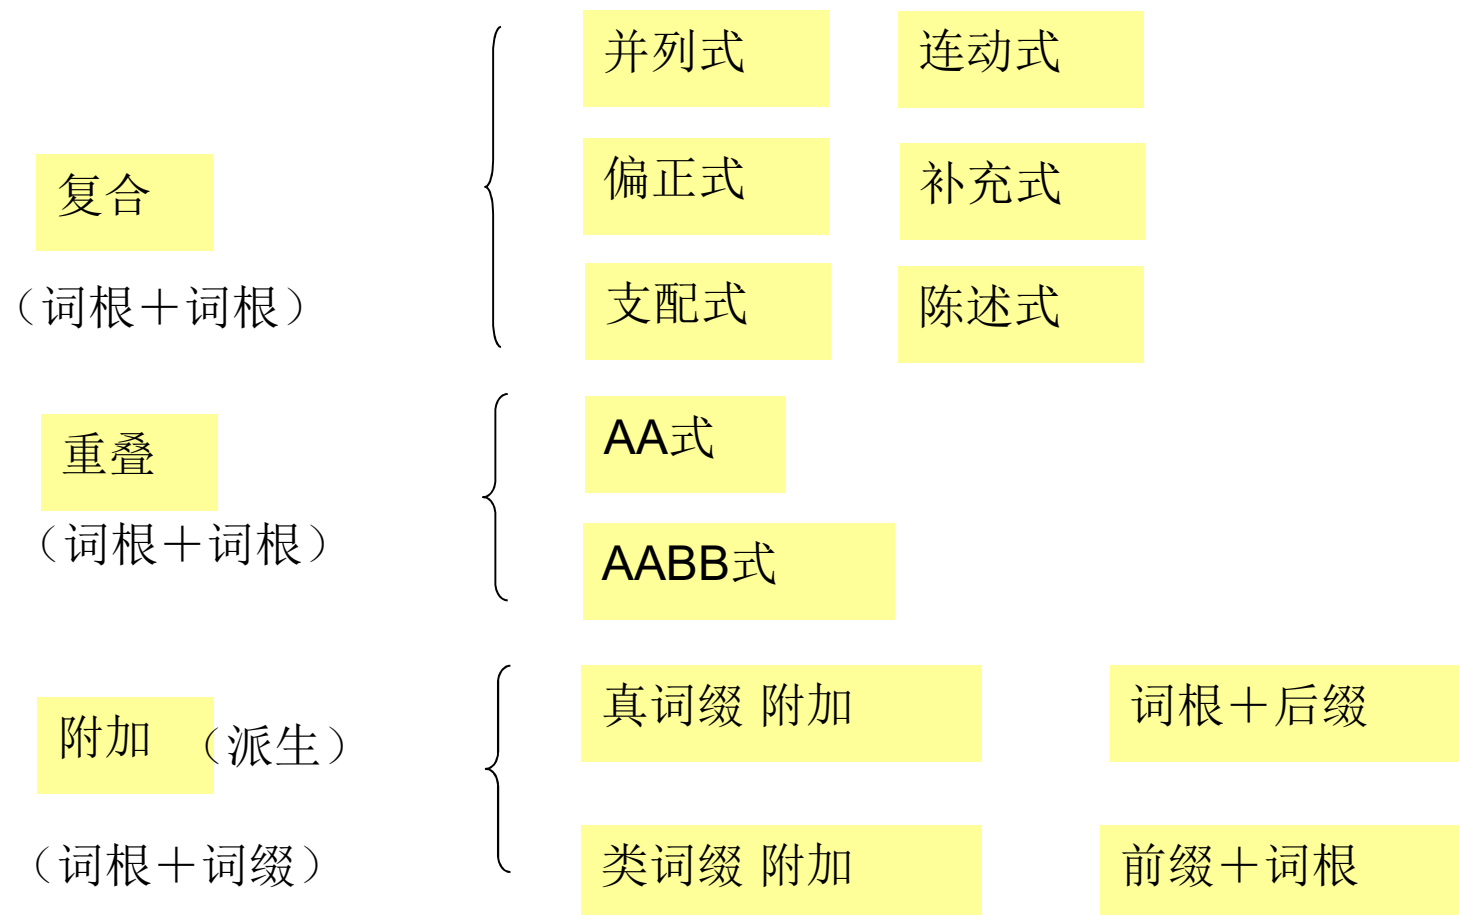 并列式 连动式
复合
偏正式 补充式
（词根＋词根）
支配式 陈述式
重叠
AA式
（词根＋词根）
AABB式
附加 （派生）
真词缀 附加 词根＋后缀
（词根＋词缀）
类词缀 附加 前缀＋词根